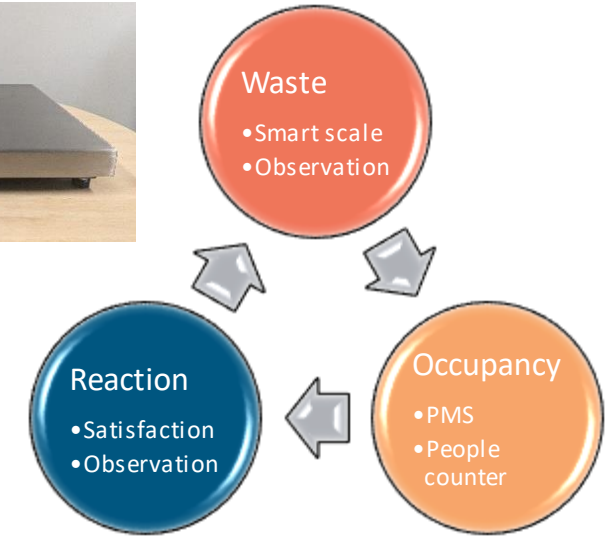 Waste
•Smart scale
•Observation
Occupancy
•PMS
•People
counter
Reaction
•Satisfaction
•Observation